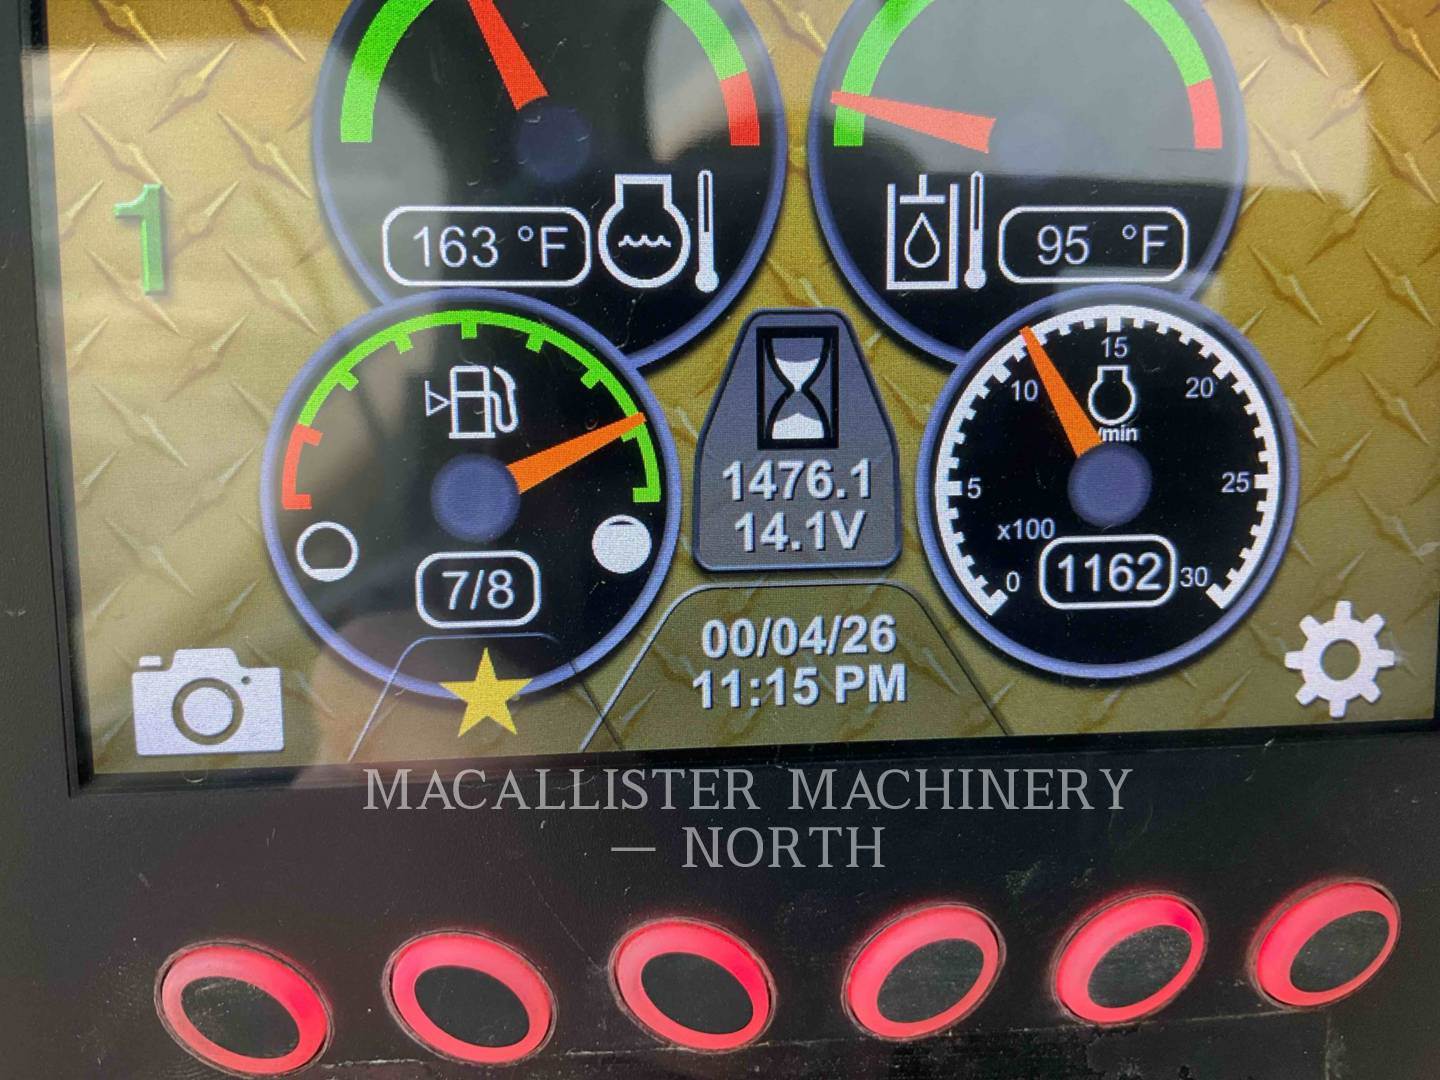 1
163 °F
95 °F
7/8
1476.1
14.1V
00/04/26
11:15 PM
0
5
10
15
20
25
30
/min
x100
1162
MACALLISTER MACHINERY
— NORTH